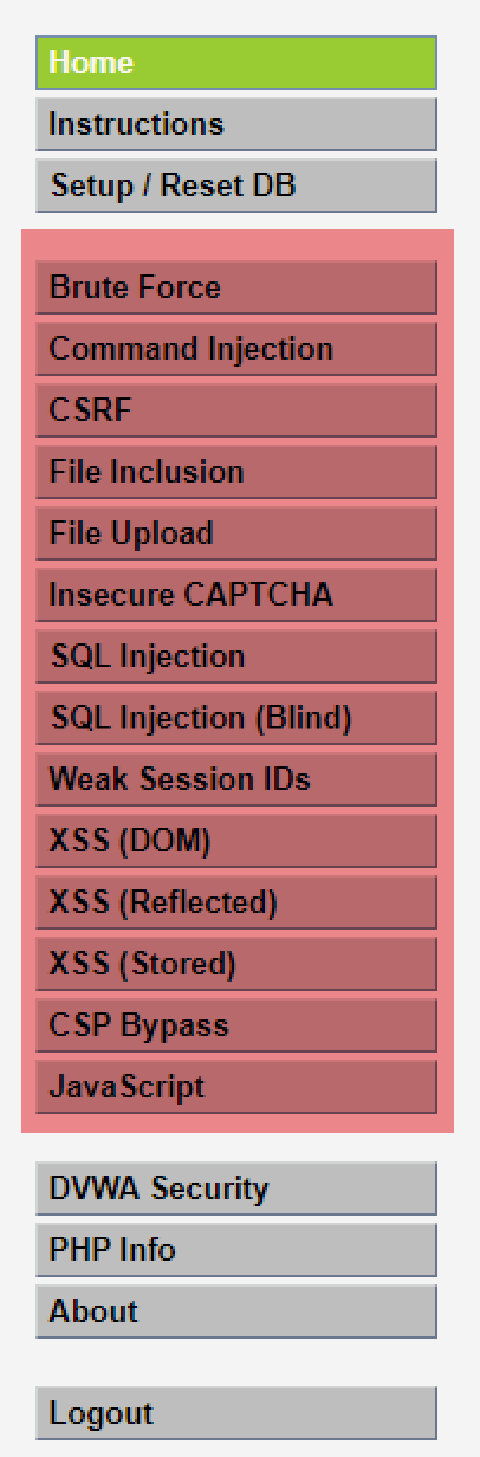 Home
Instructions
Setup / Reset DB
Brute Force
Command Injection
CSRF
File Inclusion
File Upload
Insecure CAPTCHA
SQL Injection
SQL Injection (Blind)
Weak Session IDs
XSS (DOM)
XSS (Reflected)
XSS (Stored)
CSP Bypass
JavaScript
DVWA Security
PHP Info
About
Logout